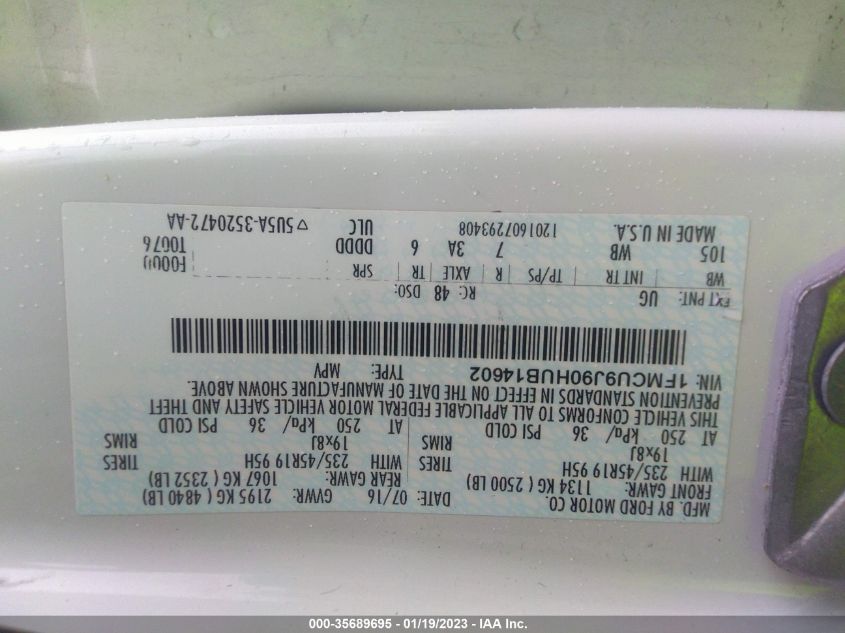 MFD. BY FORD MOTOR CO.
DATE: 07/16 GVWR: 2195 KG ( 4840 LB)
FRONT GAWR: 1134 KG ( 2500 LB) REAR GAWR: 1067 KG ( 2352 LB)
WITH 235/45R19 95H TIRES WITH 235/45R19 95H TIRES
19x8J RIMS 19x8J RIMS
AT 250 kPa/ 36 PSI COLD AT 250 kPa/ 36 PSI COLD
THIS VEHICLE CONFORMS TO ALL APPLICABLE FEDERAL MOTOR VEHICLE SAFETY AND THEFT
PREVENTION STANDARDS IN EFFECT ON THE DATE OF MANUFACTURE SHOWN ABOVE.
VIN: 1FMCU9J90HUB14602 TYPE: MPV
EXT PNT: UG RC: 48 DSO:
WB INT TR TP/PS R AXLE TR SPR F0000
105 WB 7 3A 6 DDDD T0076
MADE IN U.S.A. 1201607293408 ULC ▽5U5A-3520472-AA
000-35689695 - 01/19/2023 - IAA Inc.